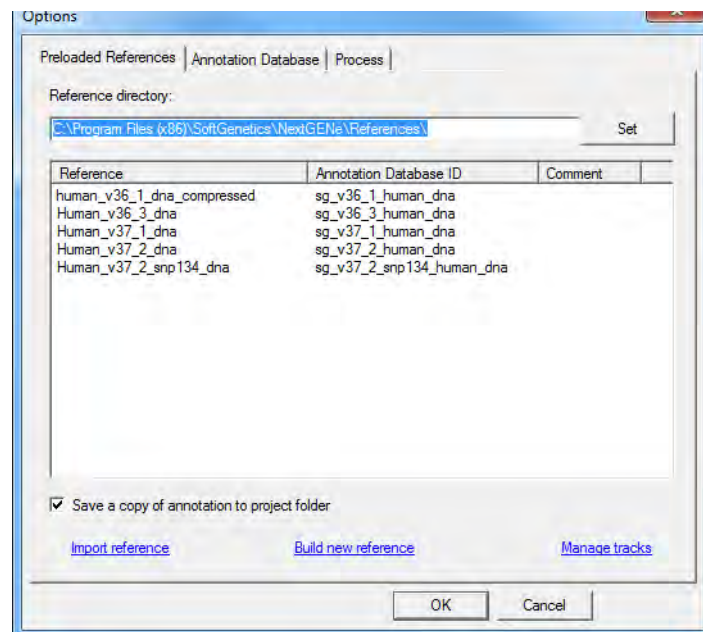 Options
Preloaded References Annotation Database Process
Reference directory:
C:\Program Files (x86)\SoftGenetics\NextGENe\References\ Set
Reference Annotation Database ID Comment
human_v36_1_dna_compressed sg_v36_1_human_dna
Human_v36_3_dna sg_v36_3_human_dna
Human_v37_1_dna sg_v37_1_human_dna
Human_v37_2_dna sg_v37_2_human_dna
Human_v37_2_snp134_dna sg_v37_2_snp134_human_dna
Save a copy of annotation to project folder
Import reference Build new reference Manage tracks
OK Cancel